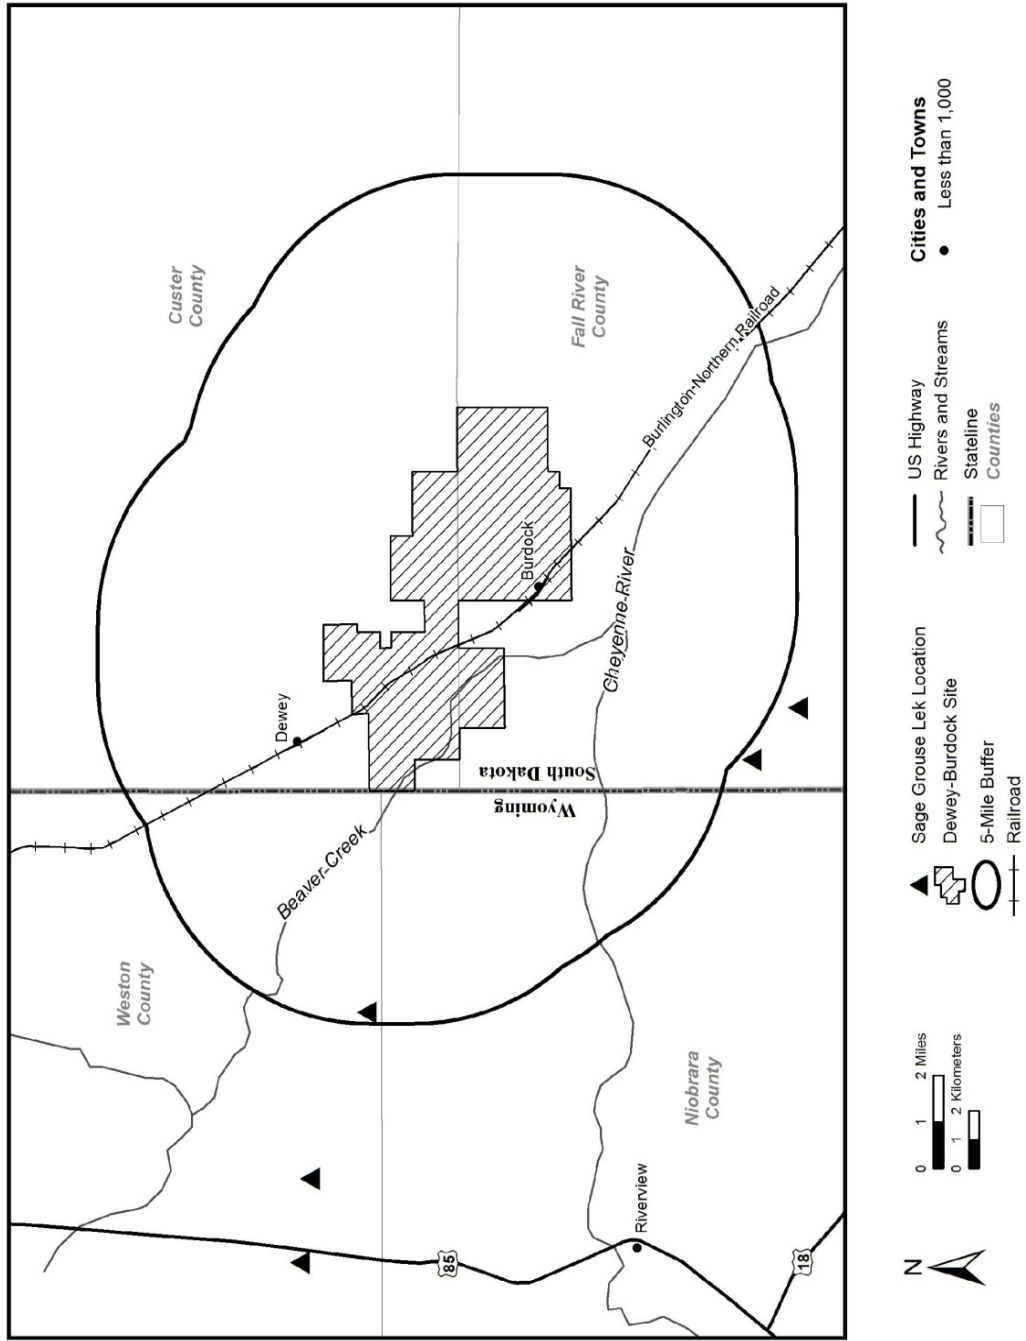 Custer
County
Fall River
County
Weston
County
Niobrara
County
Dewey
Burdock
Burlington-Northern Railroad
Cheyenne-River
Beaver-Creek
South Dakota
Wyoming
Riverview
85
18
N
0 1 2 Miles
0 1 2 Kilometers
Sage Grouse Lek Location
Dewey-Burdock Site
5-Mile Buffer
Railroad
US Highway
Rivers and Streams
Stateline
Counties
Cities and Towns
Less than 1,000